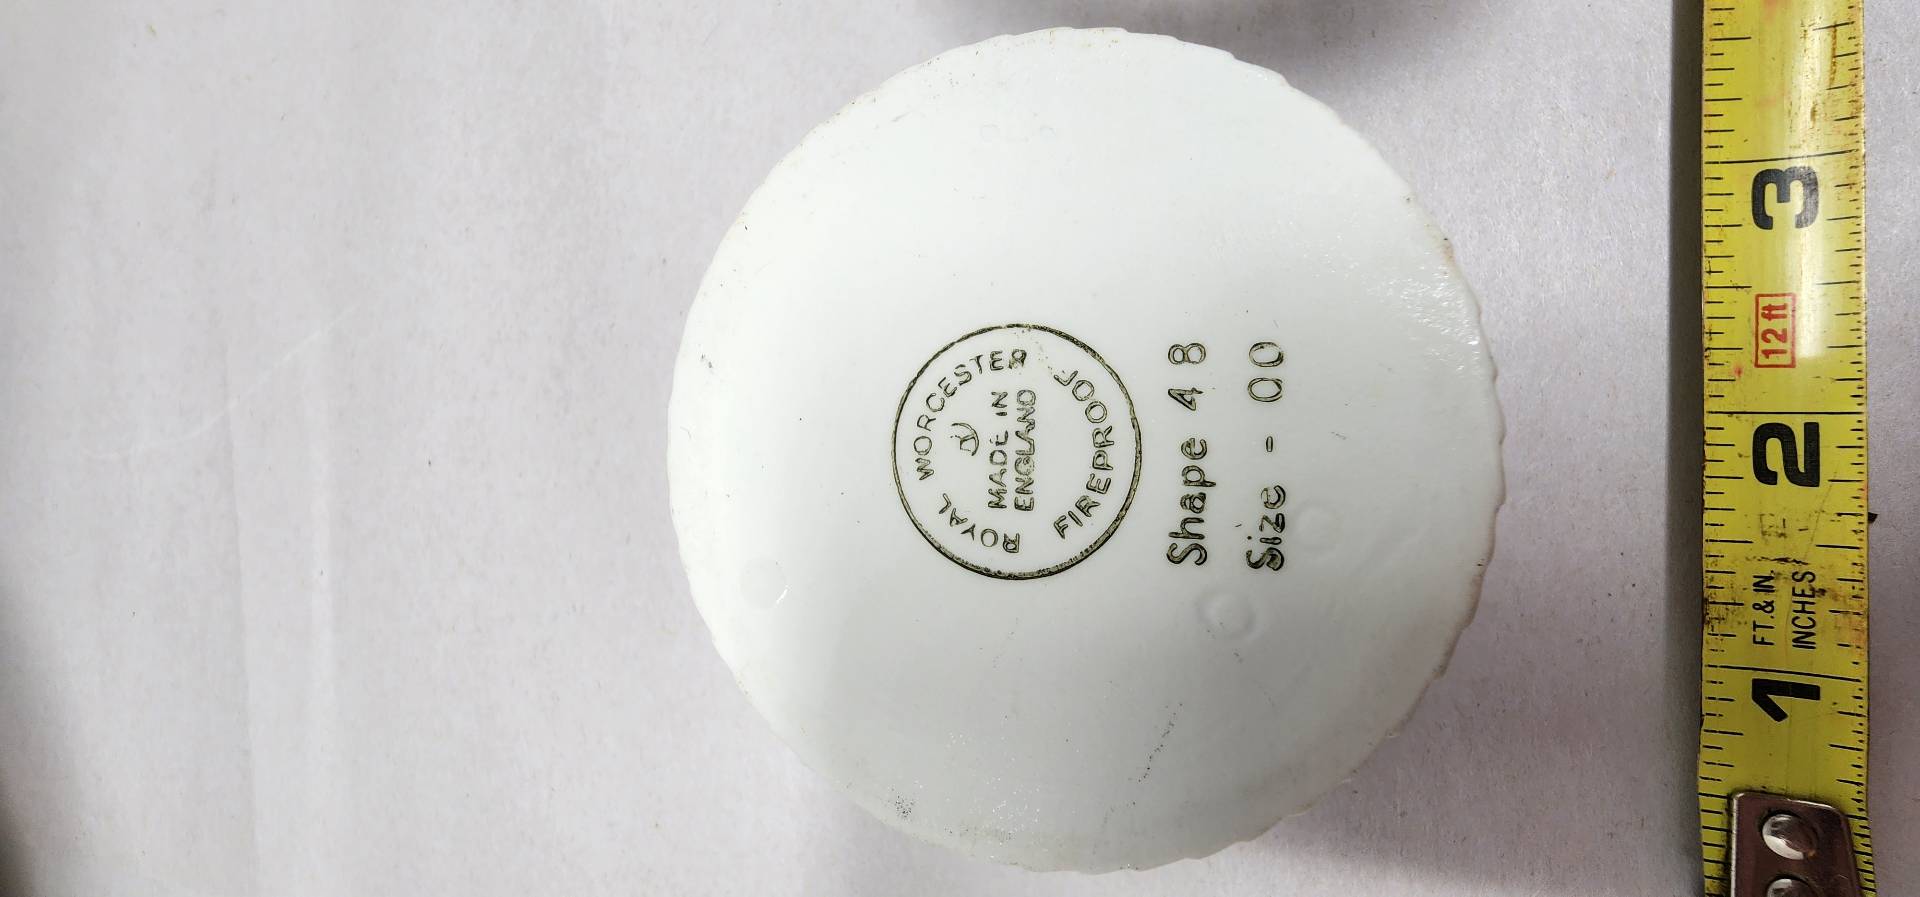 ROYAL WORCESTER
MADE IN
ENGLAND
FIREPROOF
Shape 48
Size - 00
3
12 ft
2
FT. & IN.
INCHES
1